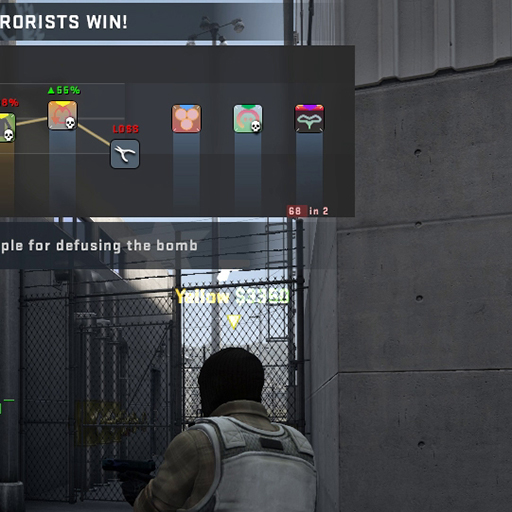 RORISTS WIN!
8%
▲55%
LOSS
68 in 2
ple for defusing the bomb
Yellow $3350